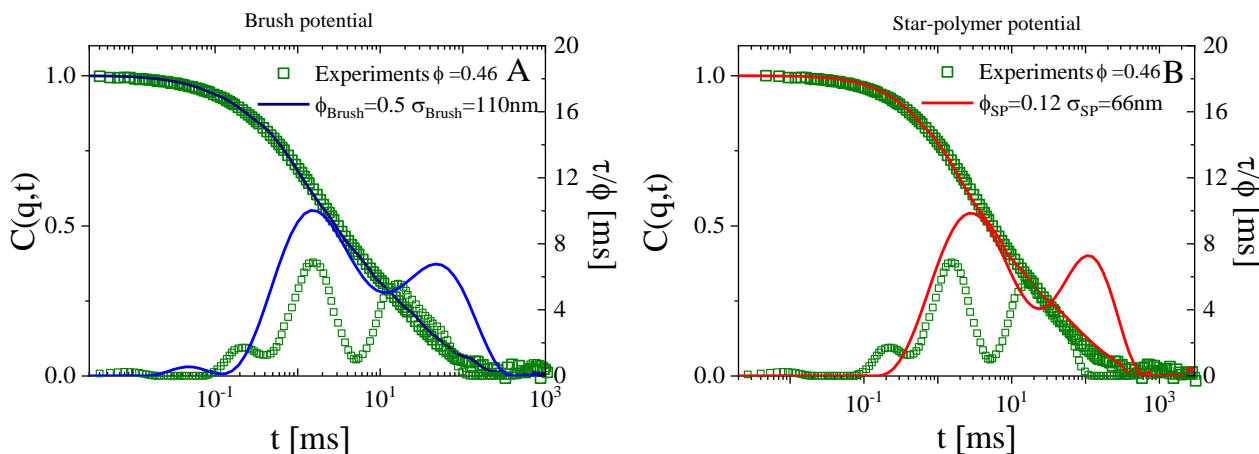 Brush potential
A
Experiments ϕ =0.46
ϕBrush=0.5 σBrush=110nm
1.0
0.5
0.0
C(q,t)
20
16
12
8
4
0
τ/ϕ [ms]
10-1
101
103
t [ms]
Star-polymer potential
B
Experiments ϕ =0.46
ϕSP=0.12 σSP=66nm
1.0
0.5
0.0
C(q,t)
20
16
12
8
4
0
τ/ϕ [ms]
10-1
101
103
t [ms]